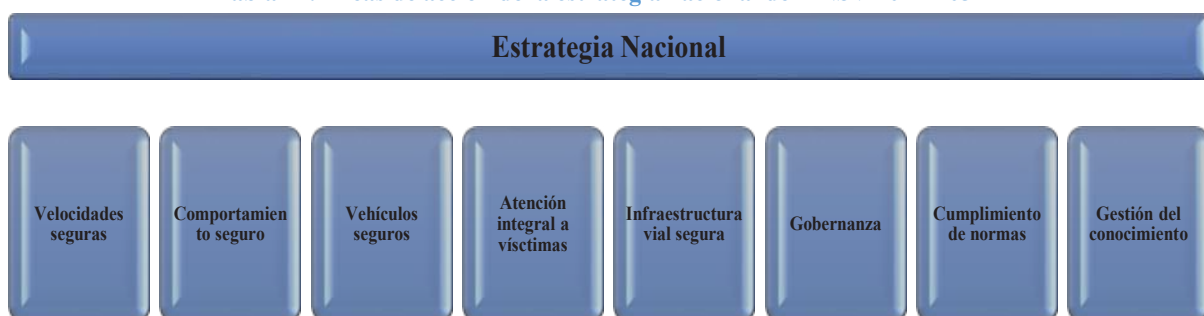 Estrategia Nacional
Velocidades
seguras
Comportamien
to seguro
Vehículos
seguros
Atención
integral a
vísctimas
Infraestructura
vial segura
Gobernanza
Cumplimiento
de normas
Gestión del
conocimiento